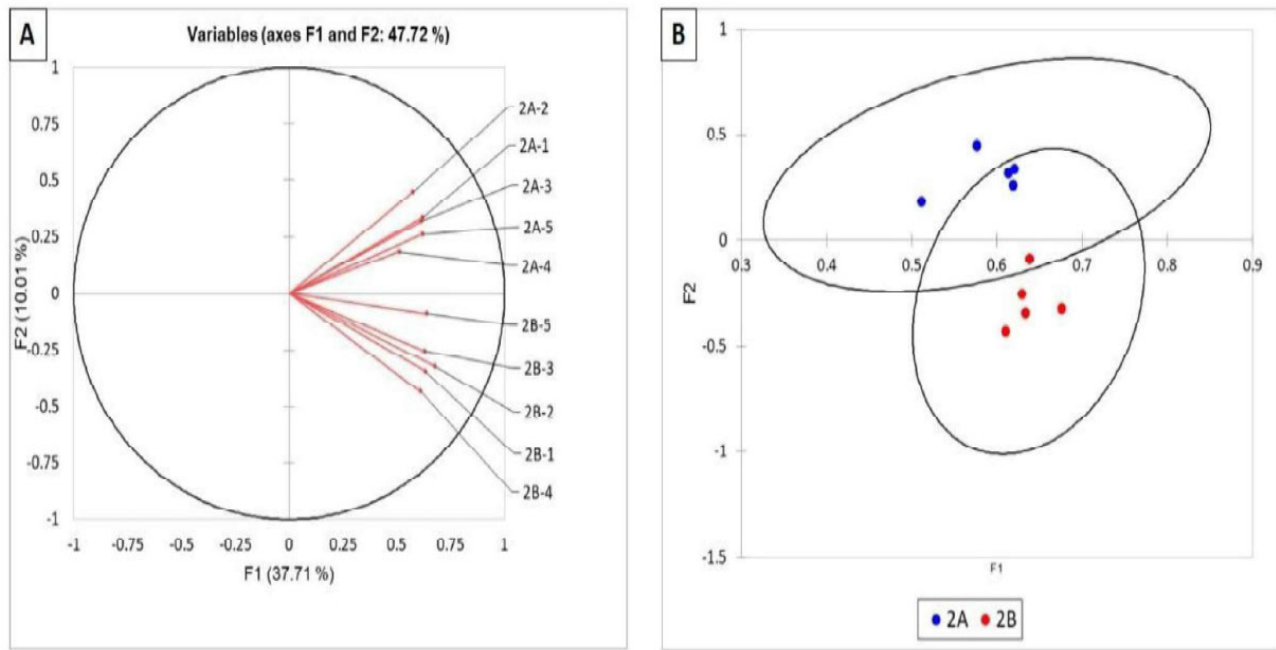 A
Variables (axes F1 and F2: 47.72 %)
1
0.75
0.5
0.25
0
-0.25
-0.5
-0.75
-1
F2 (10.01 %)
2A-2
2A-1
2A-3
2A-5
2A-4
2B-5
2B-3
2B-2
2B-1
2B-4
-1 -0.75 -0.5 -0.25 0 0.25 0.5 0.75 1
F1 (37.71 %)
B
1
0.5
0
-0.5
-1
-1.5
F2
0.3 0.4 0.5 0.6 0.7 0.8 0.9
F1
2A 2B